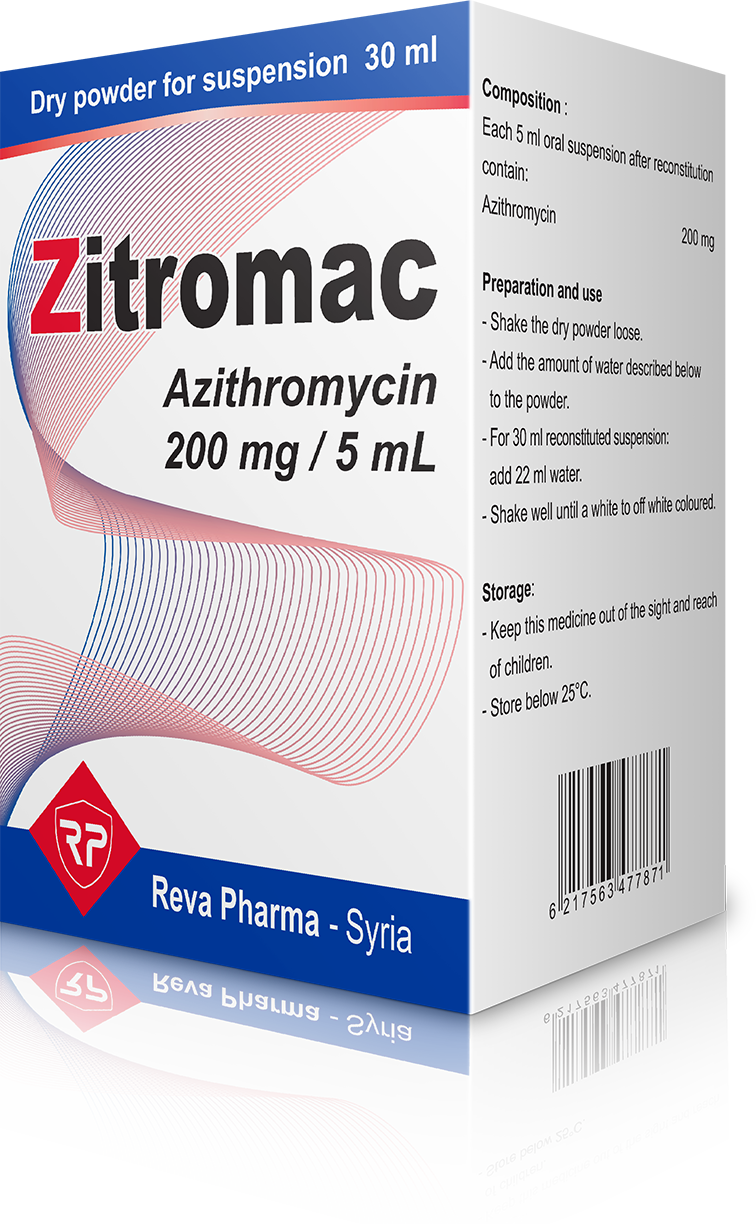 Dry powder for suspension 30 ml
Zitromac
Azithromycin
200 mg / 5 mL
RP
Reva Pharma - Syria
Composition :
Each 5 ml oral suspension after reconstitution
contain:
Azithromycin 200 mg
Preparation and use
- Shake the dry powder loose.
- Add the amount of water described below
to the powder.
- For 30 ml reconstituted suspension:
add 22 ml water.
- Shake well until a white to off white coloured.
Storage:
- Keep this medicine out of the sight and reach
of children.
- Store below 25°C.
6 217563 477871